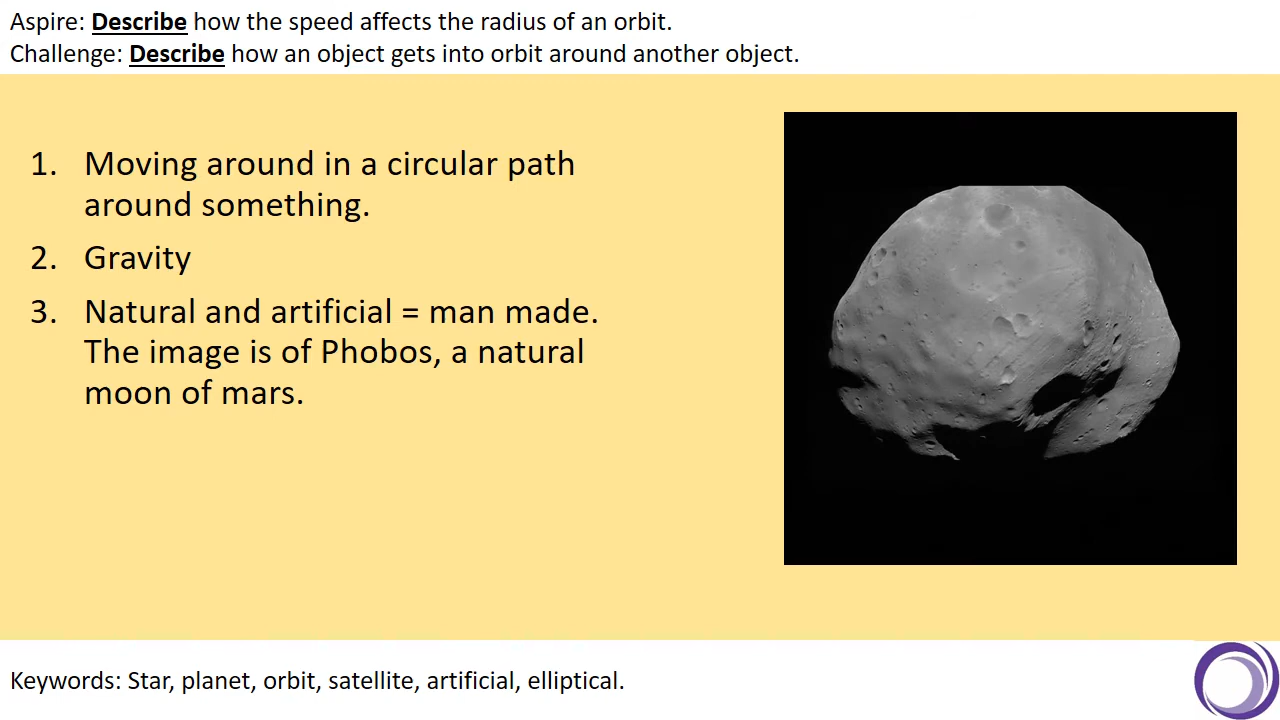 Aspire: Describe how the speed affects the radius of an orbit.
Challenge: Describe how an object gets into orbit around another object.
1. Moving around in a circular path
around something.
2. Gravity
3. Natural and artificial = man made.
The image is of Phobos, a natural
moon of mars.
Keywords: Star, planet, orbit, satellite, artificial, elliptical.